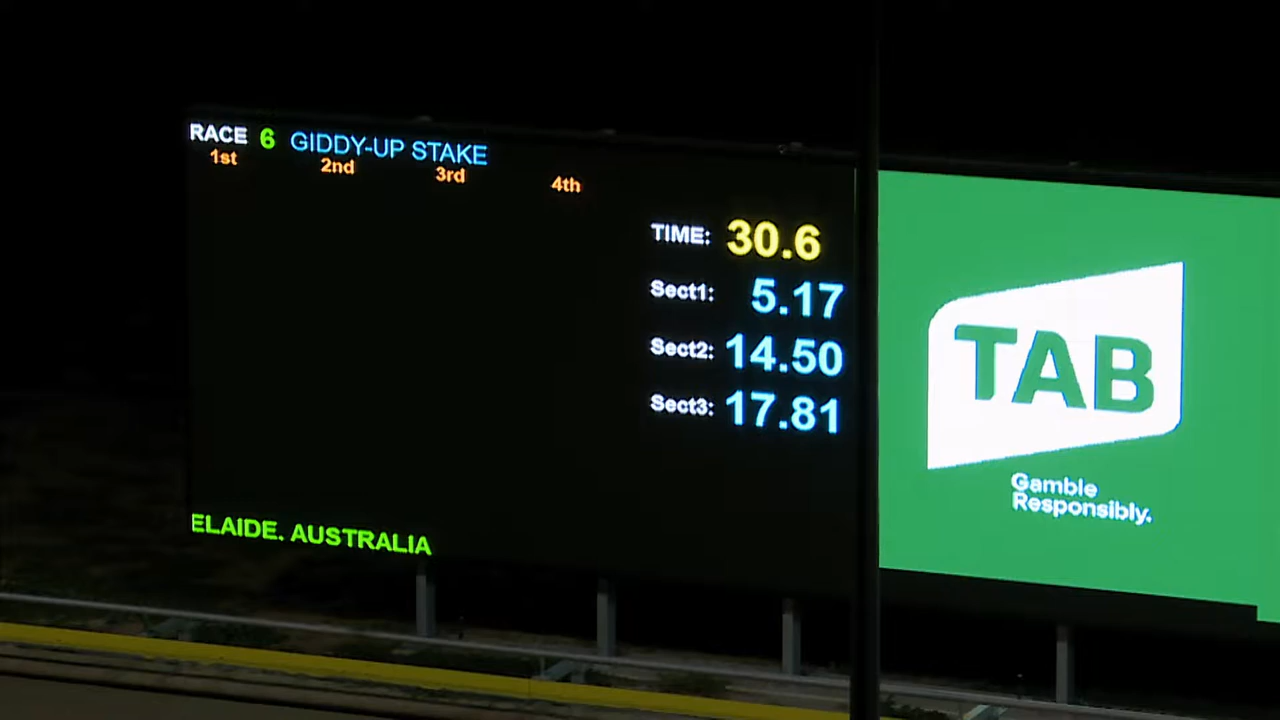 RACE 6 GIDDY-UP STAKE
1st 2nd 3rd 4th
TIME: 30.6
Sect1: 5.17
Sect2: 14.50
Sect3: 17.81
ELAIDE. AUSTRALIA
TAB
Gamble
Responsibly.